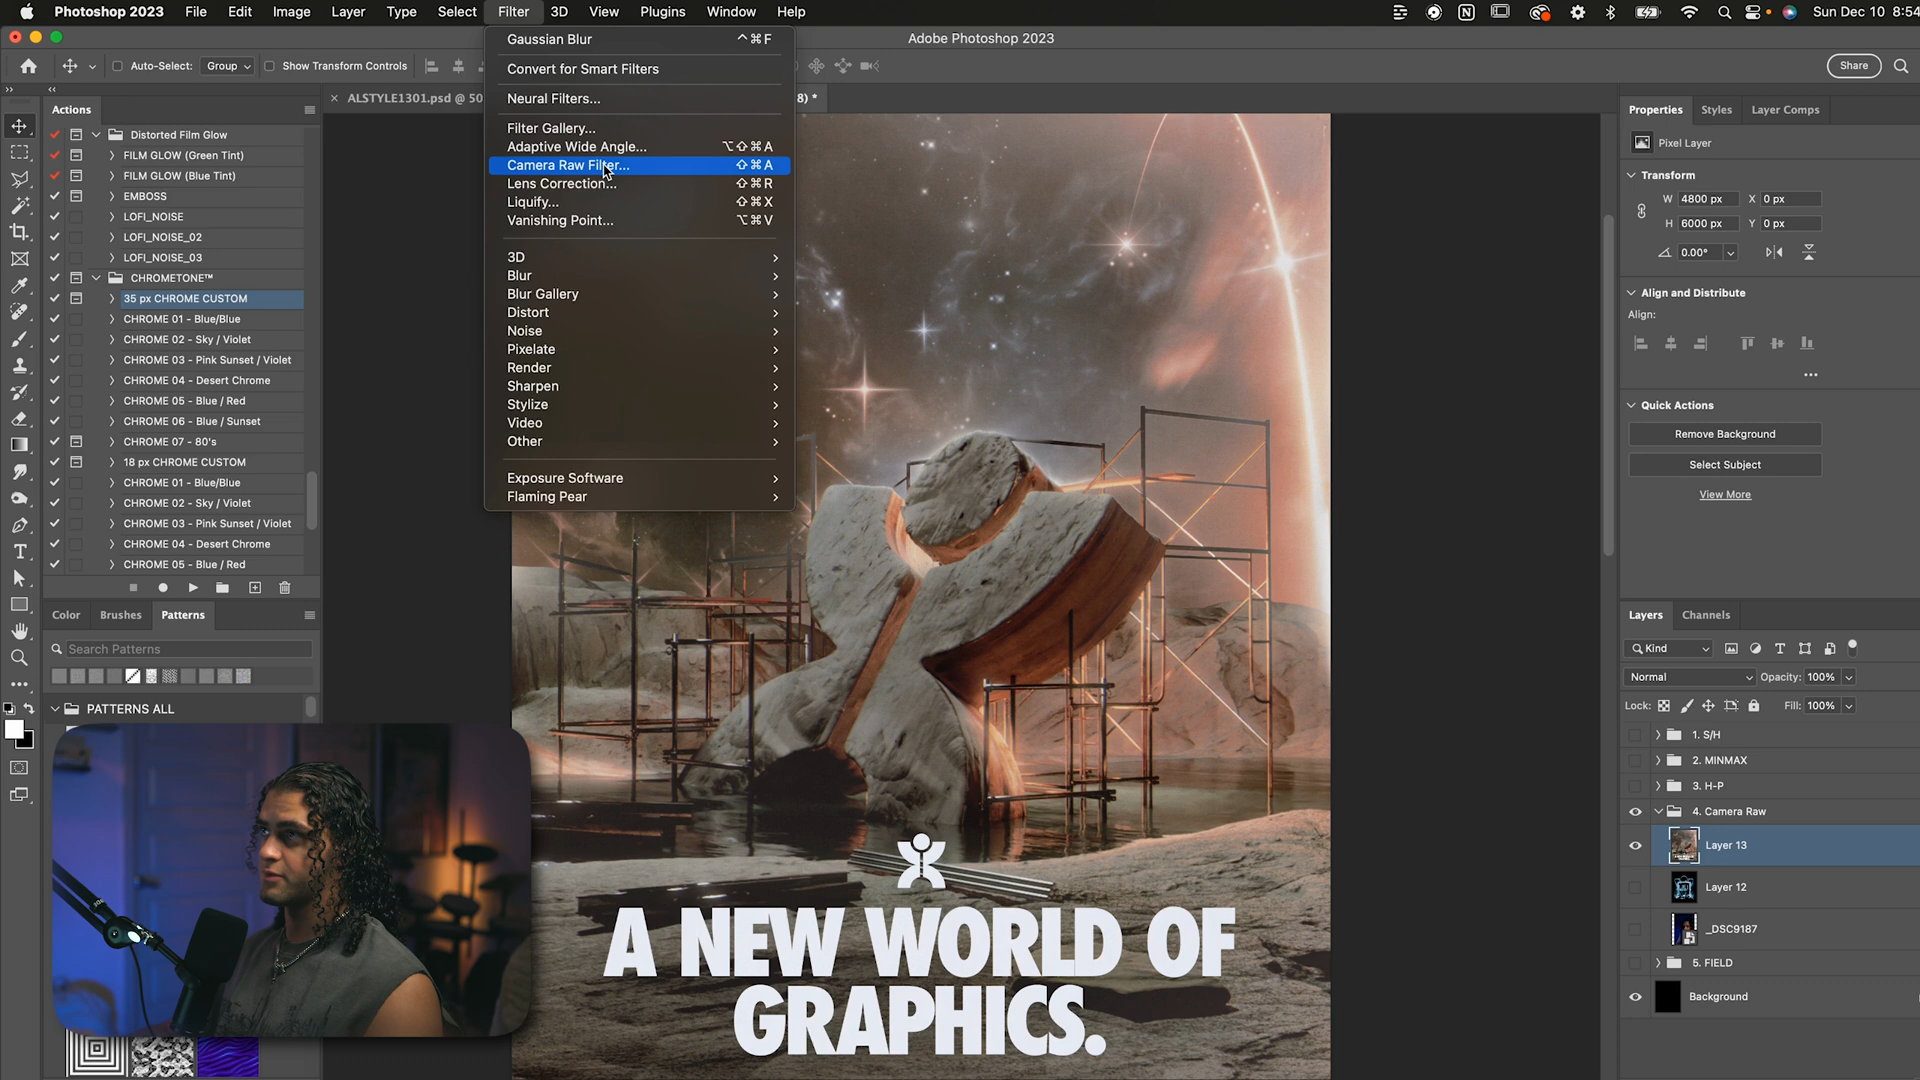 Photoshop 2023 File Edit Image Layer Type Select Filter 3D View Plugins Window Help Sun Dec 10 8:54
Adobe Photoshop 2023
Auto-Select: Group Show Transform Controls Share
ALSTYLE1301.psd @ 50 8) *
Actions
Distorted Film Glow
FILM GLOW (Green Tint)
FILM GLOW (Blue Tint)
EMBOSS
LOFI_NOISE
LOFI_NOISE_02
LOFI_NOISE_03
CHROMETONE™
35 px CHROME CUSTOM
CHROME 01 - Blue/Blue
CHROME 02 - Sky / Violet
CHROME 03 - Pink Sunset / Violet
CHROME 04 - Desert Chrome
CHROME 05 - Blue / Red
CHROME 06 - Blue / Sunset
CHROME 07 - 80's
18 px CHROME CUSTOM
CHROME 01 - Blue/Blue
CHROME 02 - Sky / Violet
CHROME 03 - Pink Sunset / Violet
CHROME 04 - Desert Chrome
CHROME 05 - Blue / Red
Color Brushes Patterns
Search Patterns
PATTERNS ALL
Gaussian Blur ⌃⌘F
Convert for Smart Filters
Neural Filters...
Filter Gallery...
Adaptive Wide Angle... ⌥⇧⌘A
Camera Raw Filter... ⇧⌘A
Lens Correction... ⇧⌘R
Liquify... ⇧⌘X
Vanishing Point... ⌥⌘V
3D
Blur
Blur Gallery
Distort
Noise
Pixelate
Render
Sharpen
Stylize
Video
Other
Exposure Software
Flaming Pear
A NEW WORLD OF
GRAPHICS.
Properties Styles Layer Comps
Pixel Layer
Transform
W 4800 px X 0 px
H 6000 px Y 0 px
0.00°
Align and Distribute
Align:
Quick Actions
Remove Background
Select Subject
View More
Layers Channels
Kind
Normal Opacity: 100%
Lock: Fill: 100%
1. S/H
2. MINMAX
3. H-P
4. Camera Raw
Layer 13
Layer 12
_DSC9187
5. FIELD
Background